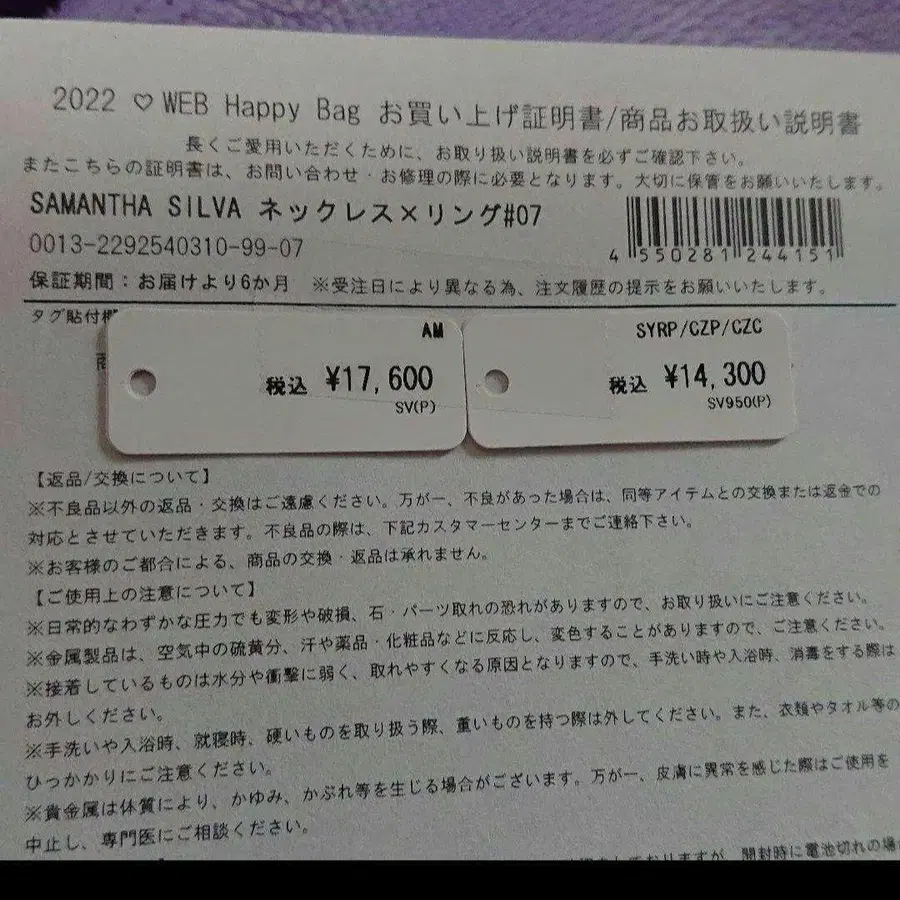 2022 ♡ WEB Happy Bag お買い上げ証明書/商品お取扱い説明書
長くご愛用いただくために、お取り扱い説明書を必ずご確認下さい。
またこちらの証明書は、お問い合わせ・お修理の際に必要となります。大切に保管をお願いいたします。
SAMANTHA SILVA ネックレス×リング#07
0013-2292540310-99-07
4 550281 244151
保証期間：お届けより6か月 ※受注日により異なる為、注文履歴の提示をお願いいたします。
タグ貼付欄
AM
税込 ¥17,600
SV(P)
SYRP/CZP/CZC
税込 ¥14,300
SV950(P)
【返品/交換について】
※不良品以外の返品・交換はご遠慮ください。万が一、不良があった場合は、同等アイテムとの交換または返金での
対応とさせていただきます。不良品の際は、下記カスタマーセンターまでご連絡下さい。
※お客様のご都合による、商品の交換・返品は承れません。
【ご使用上の注意について】
※日常的なわずかな圧力でも変形や破損、石・パーツ取れの恐れがありますので、お取り扱いにご注意ください。
※金属製品は、空気中の硫黄分、汗や薬品・化粧品などに反応し、変色することがありますので、ご注意ください。
※接着しているものは水分や衝撃に弱く、取れやすくなる原因となりますので、手洗い時や入浴時、消毒をする際は
お外しください。
※手洗いや入浴時、就寝時、硬いものを取り扱う際、重いものを持つ際は外してください。また、衣類やタオル等の
ひっかかりにご注意ください。
※貴金属は体質により、かゆみ、かぶれ等を生じる場合がございます。万が一、皮膚に異常を感じた際はご使用を
中止し、専門医にご相談ください。
しておりますが、開封時に電池切れの場